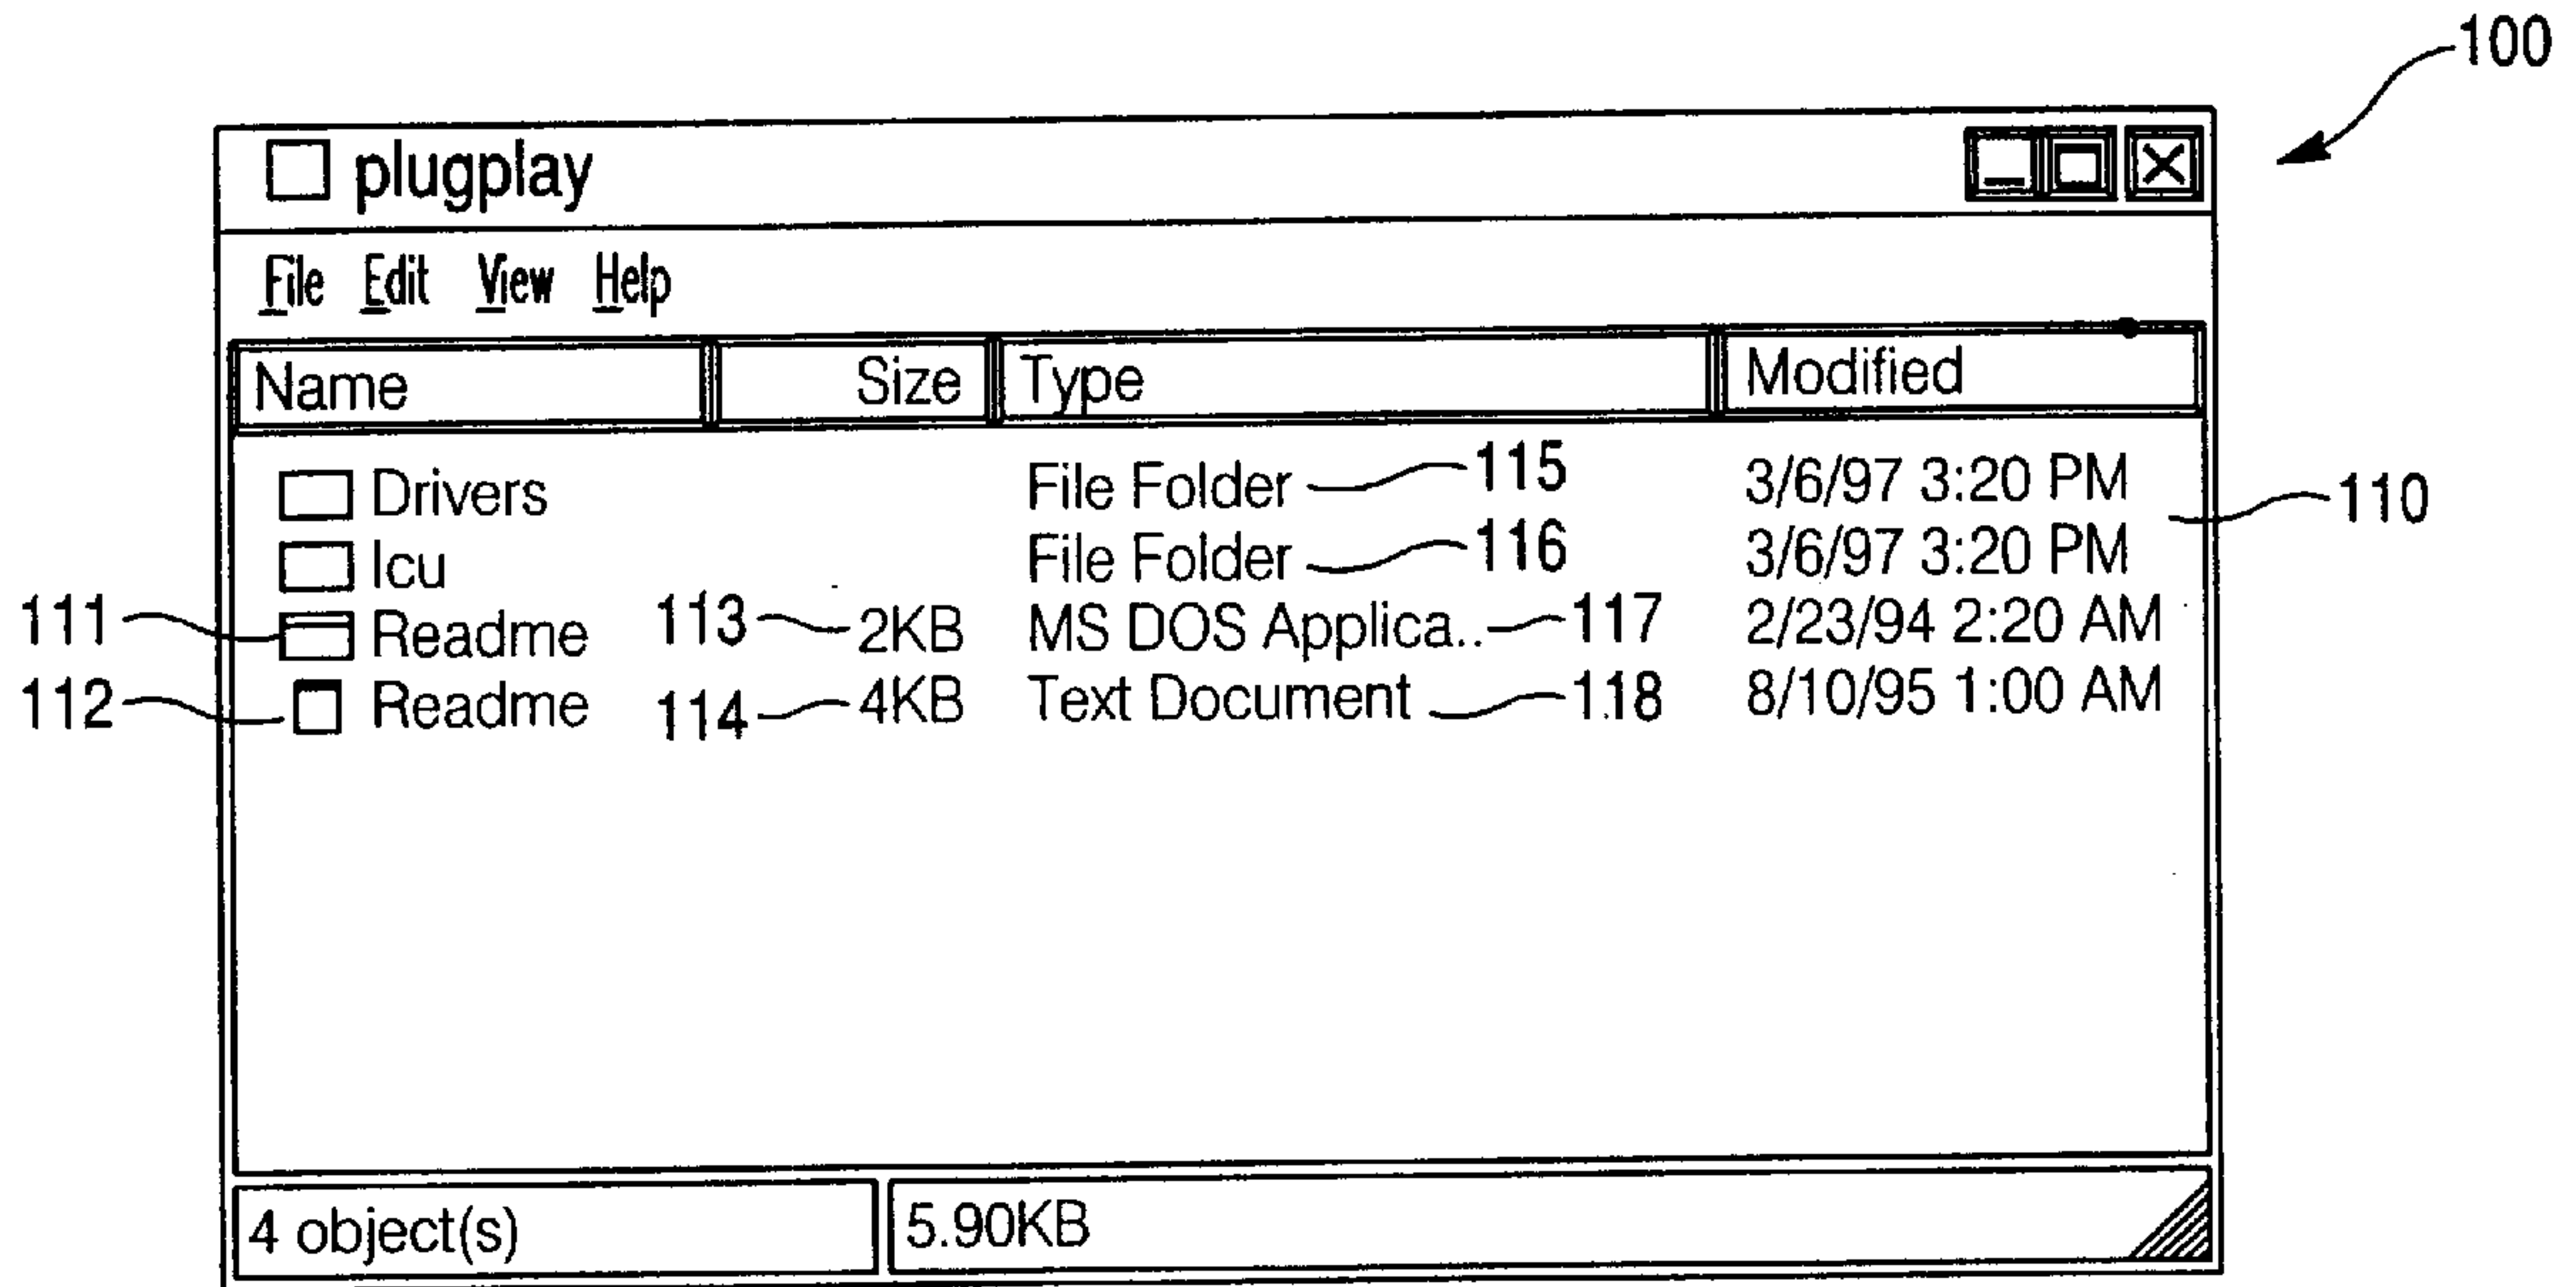 100
plugplay
File Edit View Help
Name Size Type Modified
Drivers File Folder 115 3/6/97 3:20 PM 110
Icu File Folder 116 3/6/97 3:20 PM
111 Readme 113 2KB MS DOS Applica.. 117 2/23/94 2:20 AM
112 Readme 114 4KB Text Document 118 8/10/95 1:00 AM
4 object(s) 5.90KB